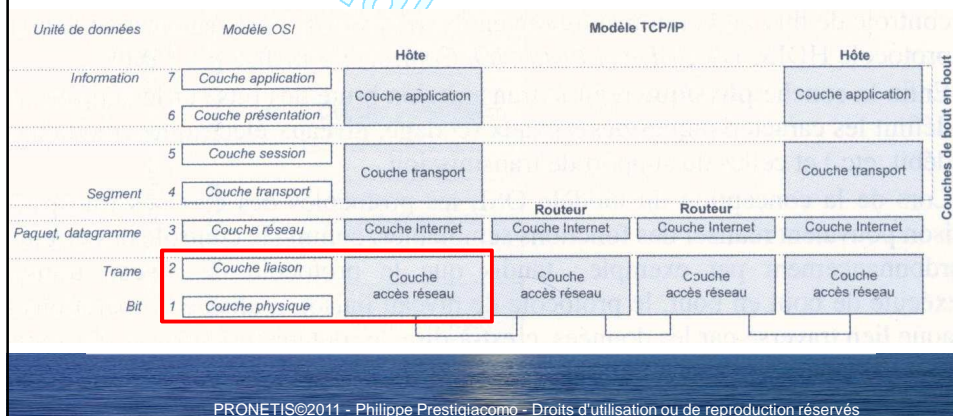 Unité de données Modèle OSI Modèle TCP/IP
Hôte Hôte
Information 7 Couche application Couche application Couche application
6 Couche présentation
5 Couche session Couche transport Couche transport
Segment 4 Couche transport
Routeur Routeur
Paquet, datagramme 3 Couche réseau Couche Internet Couche Internet Couche Internet Couche Internet
Trame 2 Couche liaison Couche Couche Couche Couche
accès réseau accès réseau accès réseau accès réseau
Bit 1 Couche physique
Couches de bout en bout
PRONETIS©2011 - Philippe Prestigiacomo - Droits d'utilisation ou de reproduction réservés